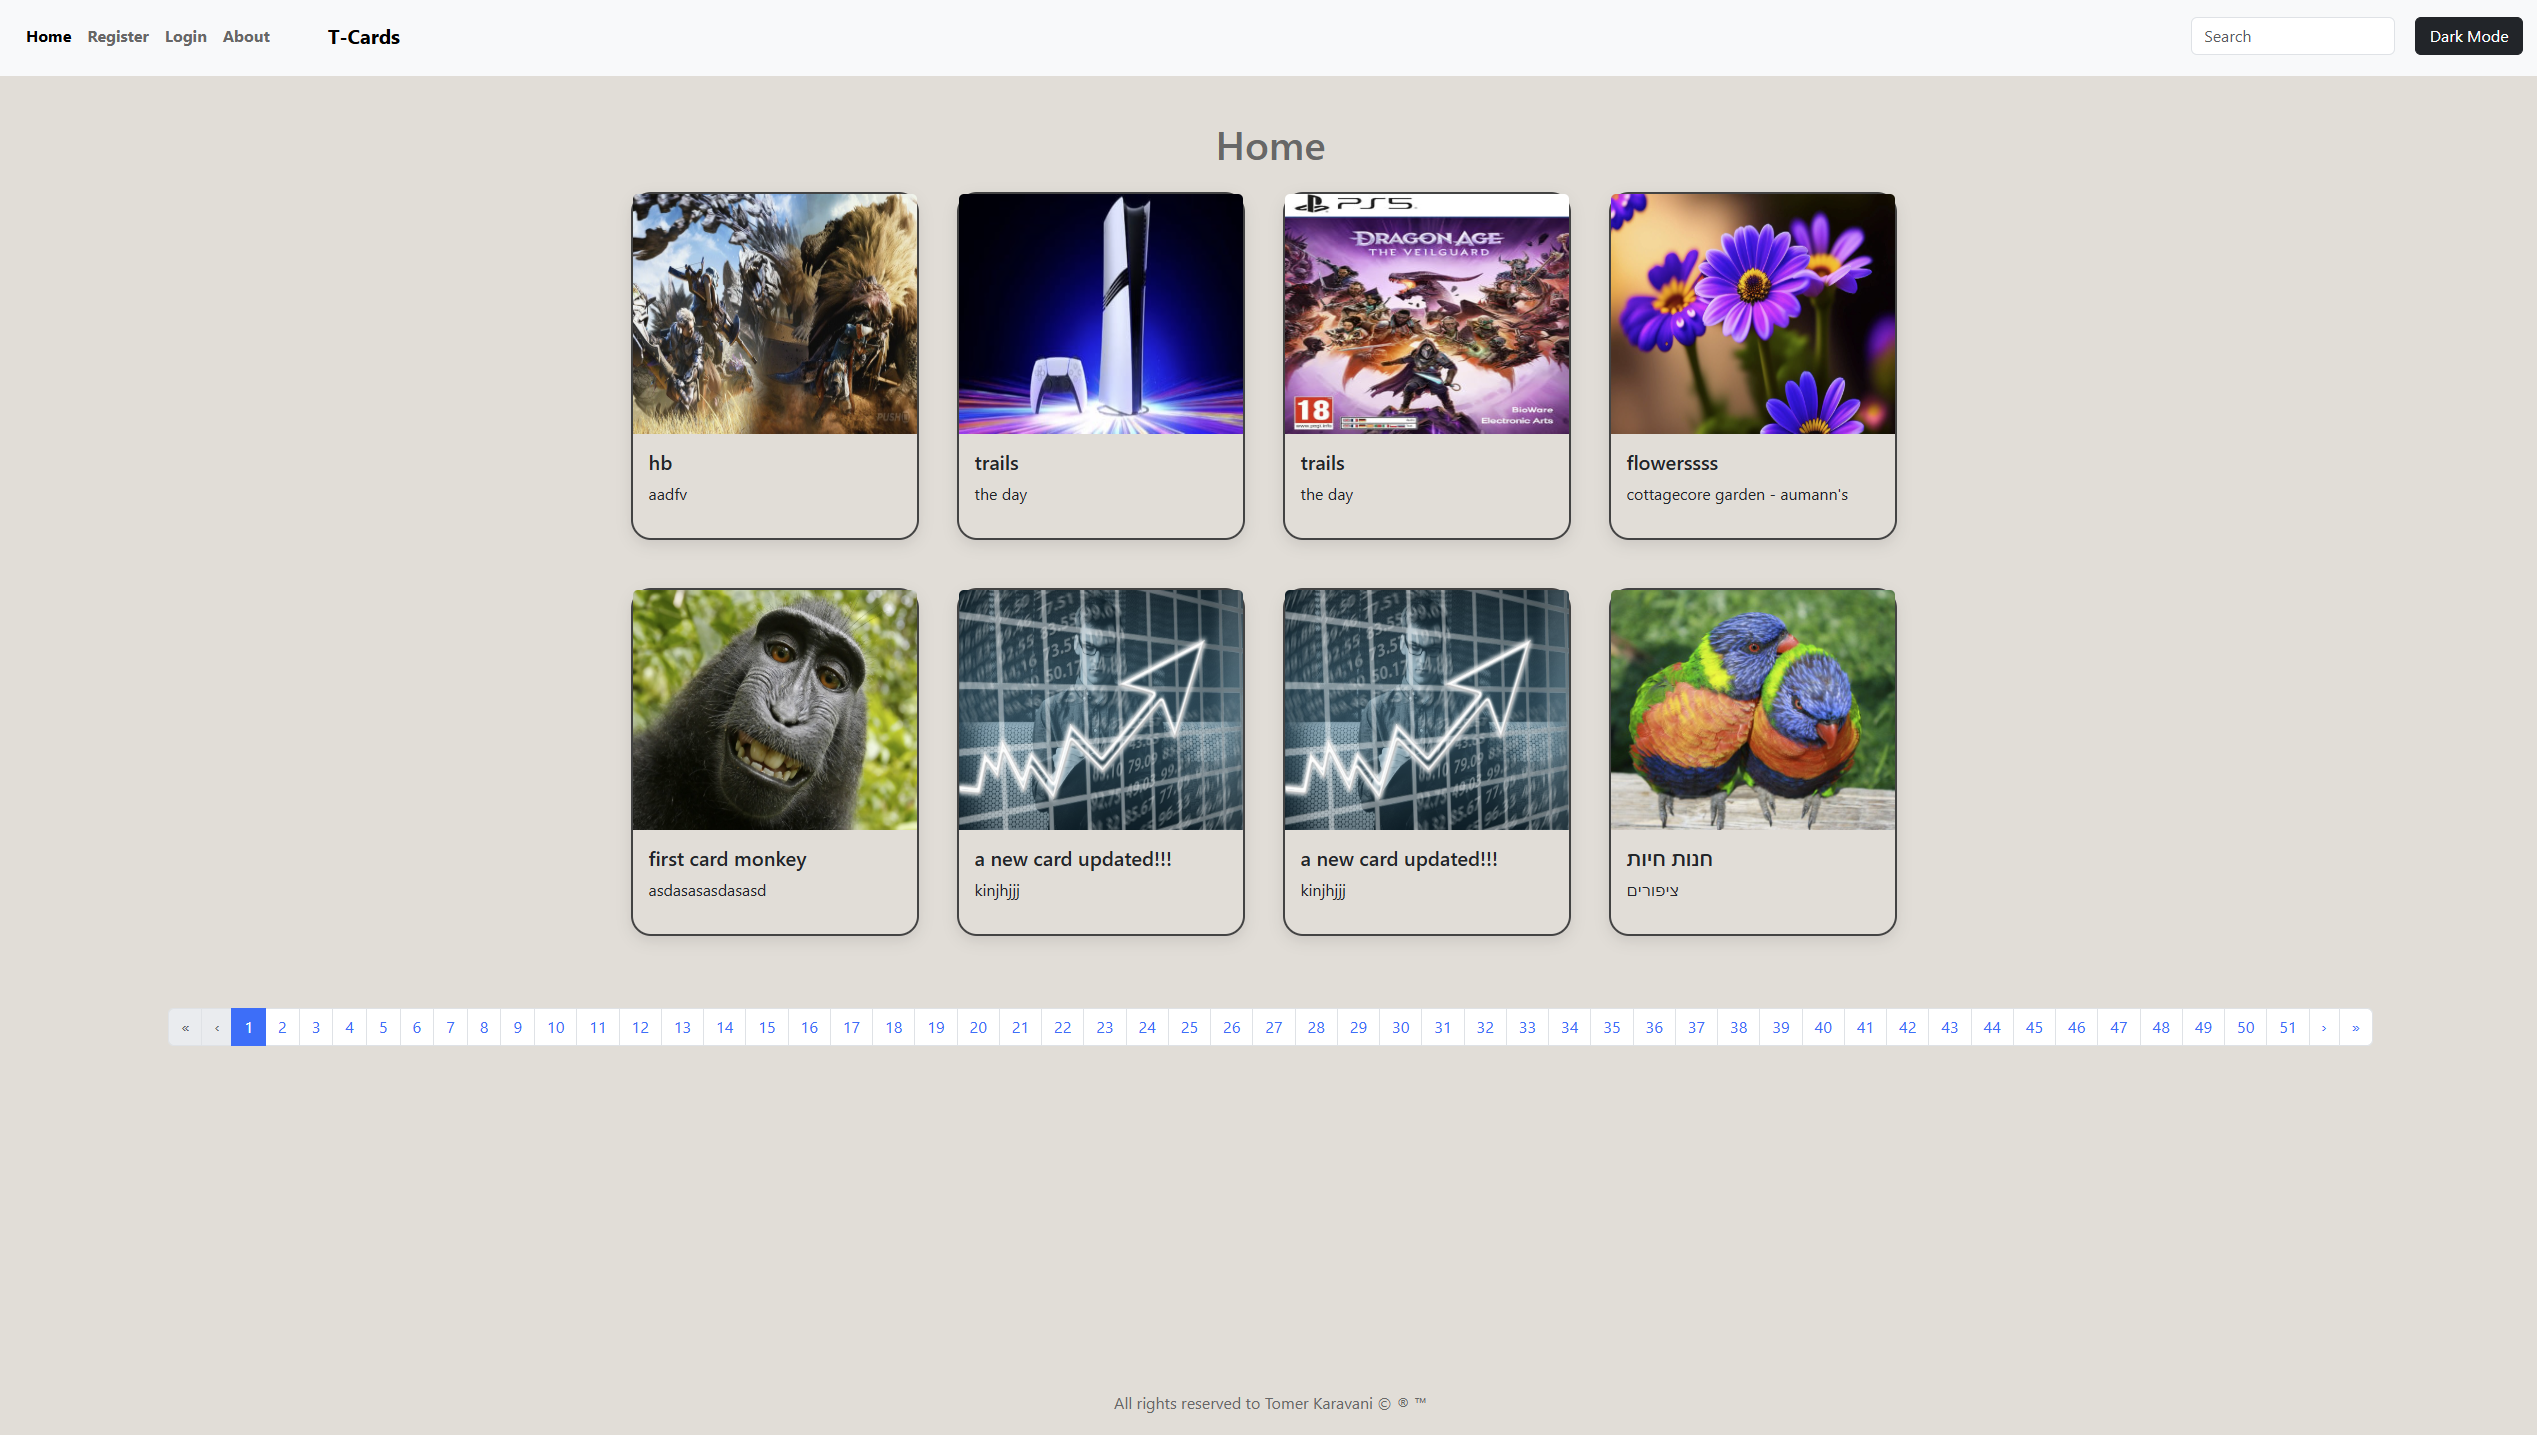 Home Register Login About T-Cards Search Dark Mode
Home
PUSH
PS5
DRAGON AGE
THE VEILGUARD
18
BioWare
Electronic Arts
hb
aadfv
trails
the day
trails
the day
flowerssss
cottagecore garden - aumann's
first card monkey
asdasasasdasasd
a new card updated!!!
kinjhjjj
a new card updated!!!
kinjhjjj
חנות חיות
ציפורים
« ‹ 1 2 3 4 5 6 7 8 9 10 11 12 13 14 15 16 17 18 19 20 21 22 23 24 25 26 27 28 29 30 31 32 33 34 35 36 37 38 39 40 41 42 43 44 45 46 47 48 49 50 51 › »
All rights reserved to Tomer Karavani © ® ™